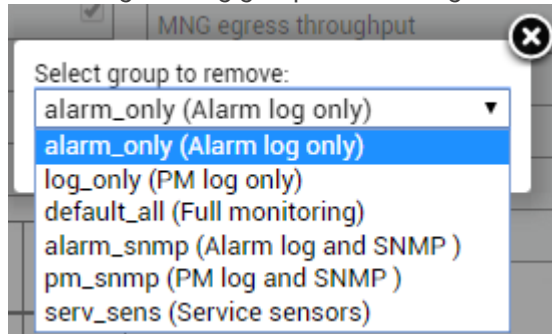 MNG egress throughput
Select group to remove:
alarm_only (Alarm log only)
alarm_only (Alarm log only)
log_only (PM log only)
default_all (Full monitoring)
alarm_snmp (Alarm log and SNMP )
pm_snmp (PM log and SNMP )
serv_sens (Service sensors)